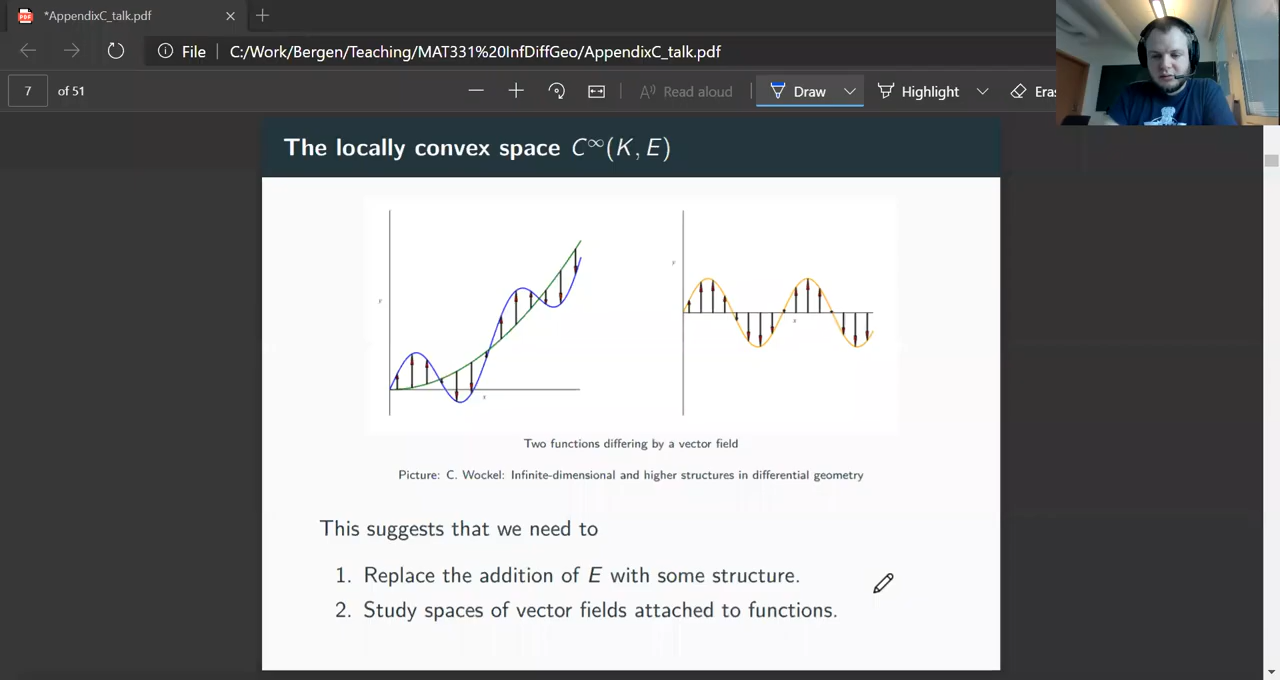 *AppendixC_talk.pdf
File
C:/Work/Bergen/Teaching/MAT331%20InfDiffGeo/AppendixC_talk.pdf
7 of 51
Read aloud
Draw
Highlight
Eras
The locally convex space C∞(K, E)
y
x
y
x
Two functions differing by a vector field
Picture: C. Wockel: Infinite-dimensional and higher structures in differential geometry
This suggests that we need to
1. Replace the addition of E with some structure.
2. Study spaces of vector fields attached to functions.